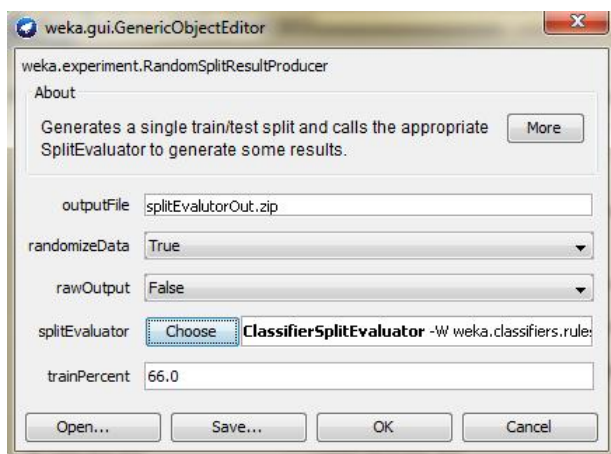 weka.gui.GenericObjectEditor
weka.experiment.RandomSplitResultProducer
About
Generates a single train/test split and calls the appropriate
SplitEvaluator to generate some results.
More
outputFile splitEvalutorOut.zip
randomizeData True
rawOutput False
splitEvaluator Choose ClassifierSplitEvaluator -W weka.classifiers.rule
trainPercent 66.0
Open... Save... OK Cancel